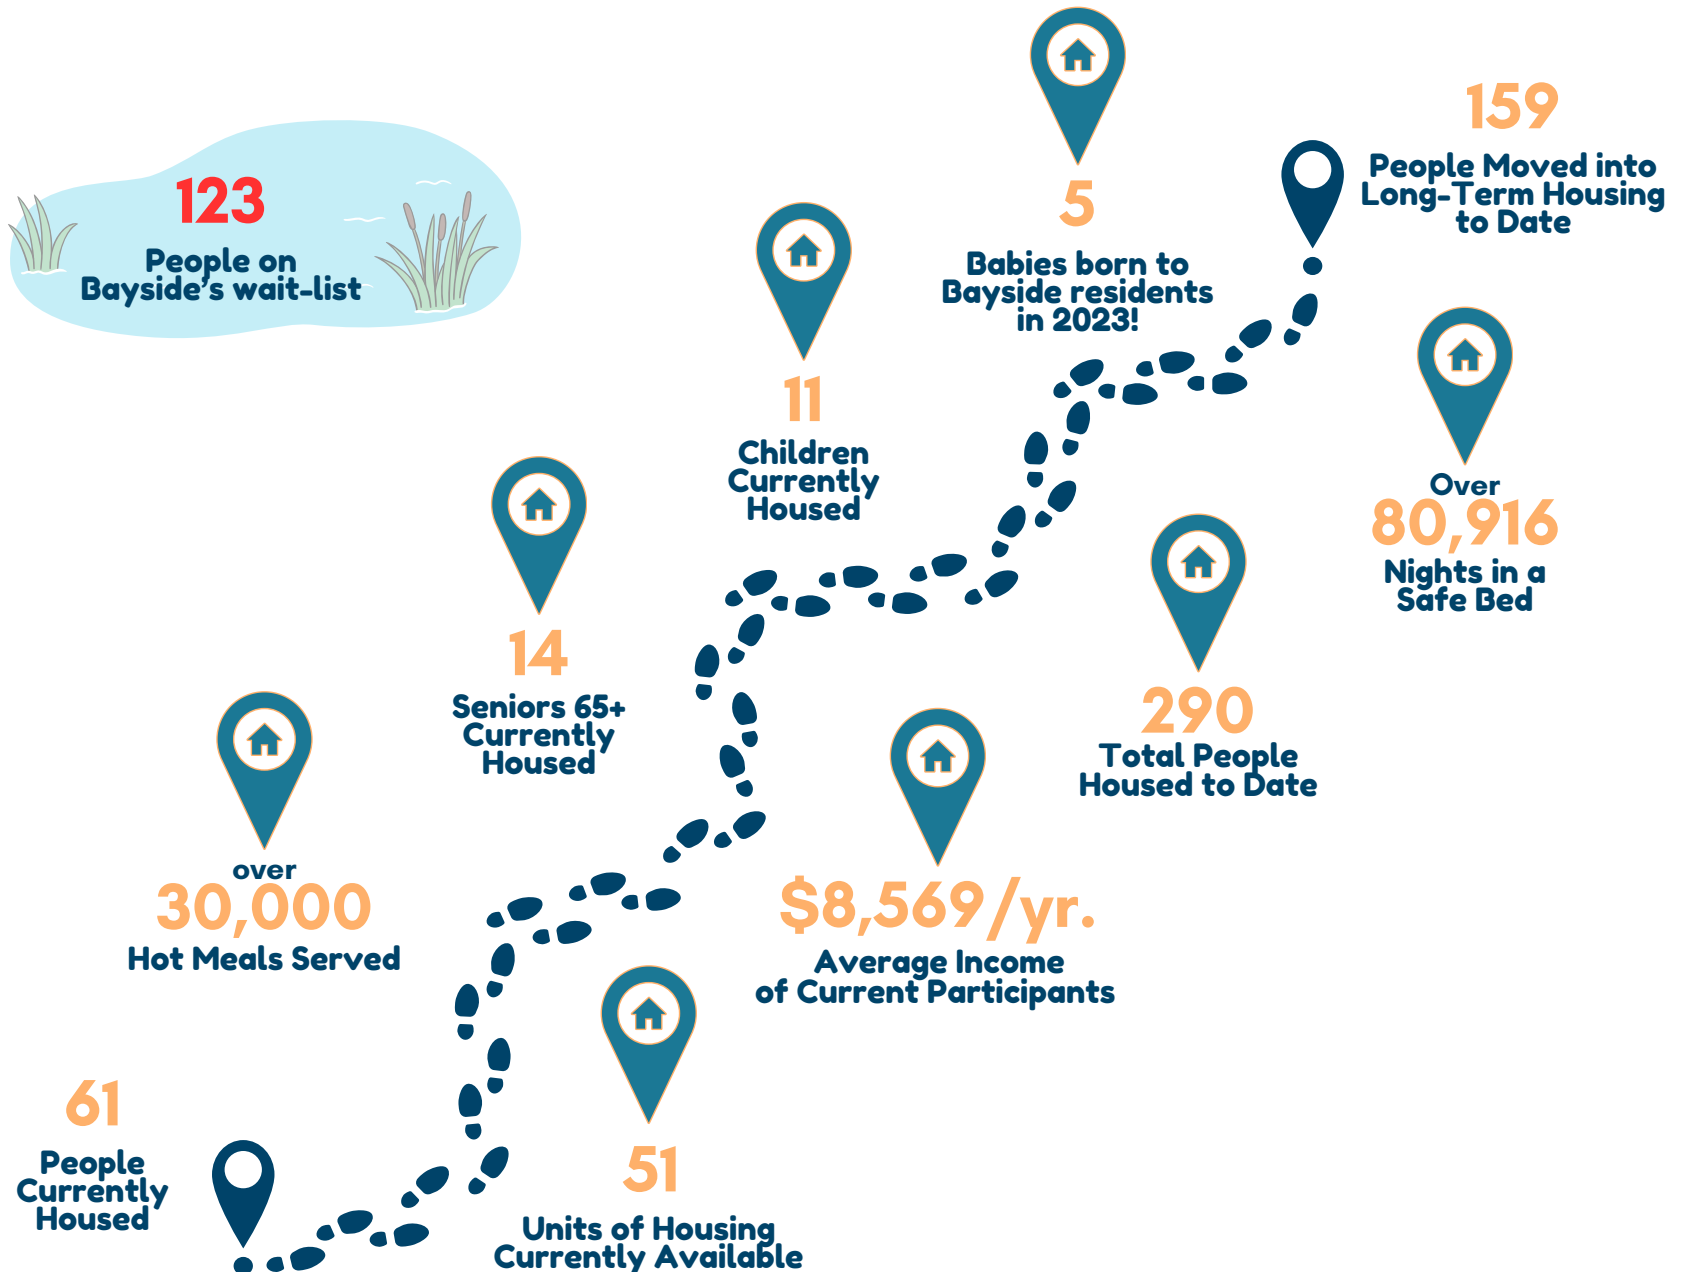 159
People Moved into
Long-Term Housing
to Date
123
People on
Bayside's wait-list
5
Babies born to
Bayside residents
in 2023!
11
Children
Currently
Housed
Over
80,916
Nights in a
Safe Bed
14
Seniors 65+
Currently
Housed
290
Total People
Housed to Date
over
30,000
Hot Meals Served
$8,569/yr.
Average Income
of Current Participants
61
People
Currently
Housed
51
Units of Housing
Currently Available